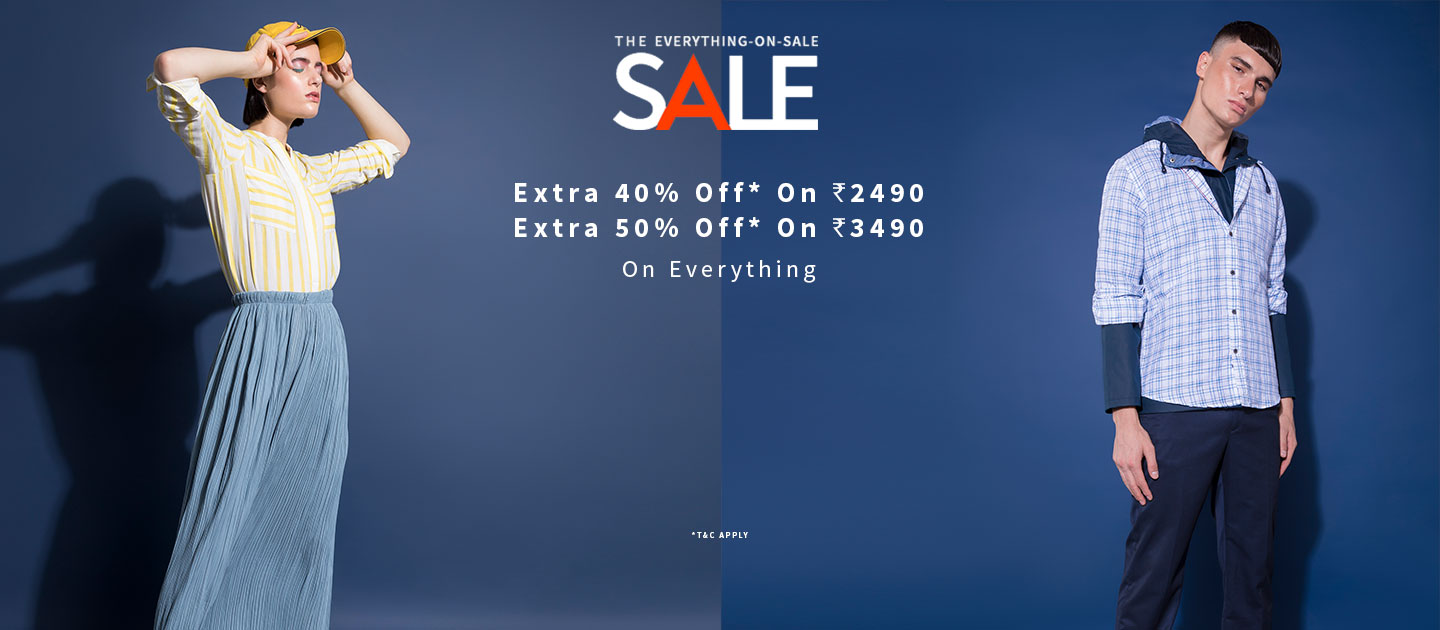 THE EVERYTHING-ON-SALE
SALE
Extra 40% Off* On ₹2490
Extra 50% Off* On ₹3490
On Everything
*T&C APPLY